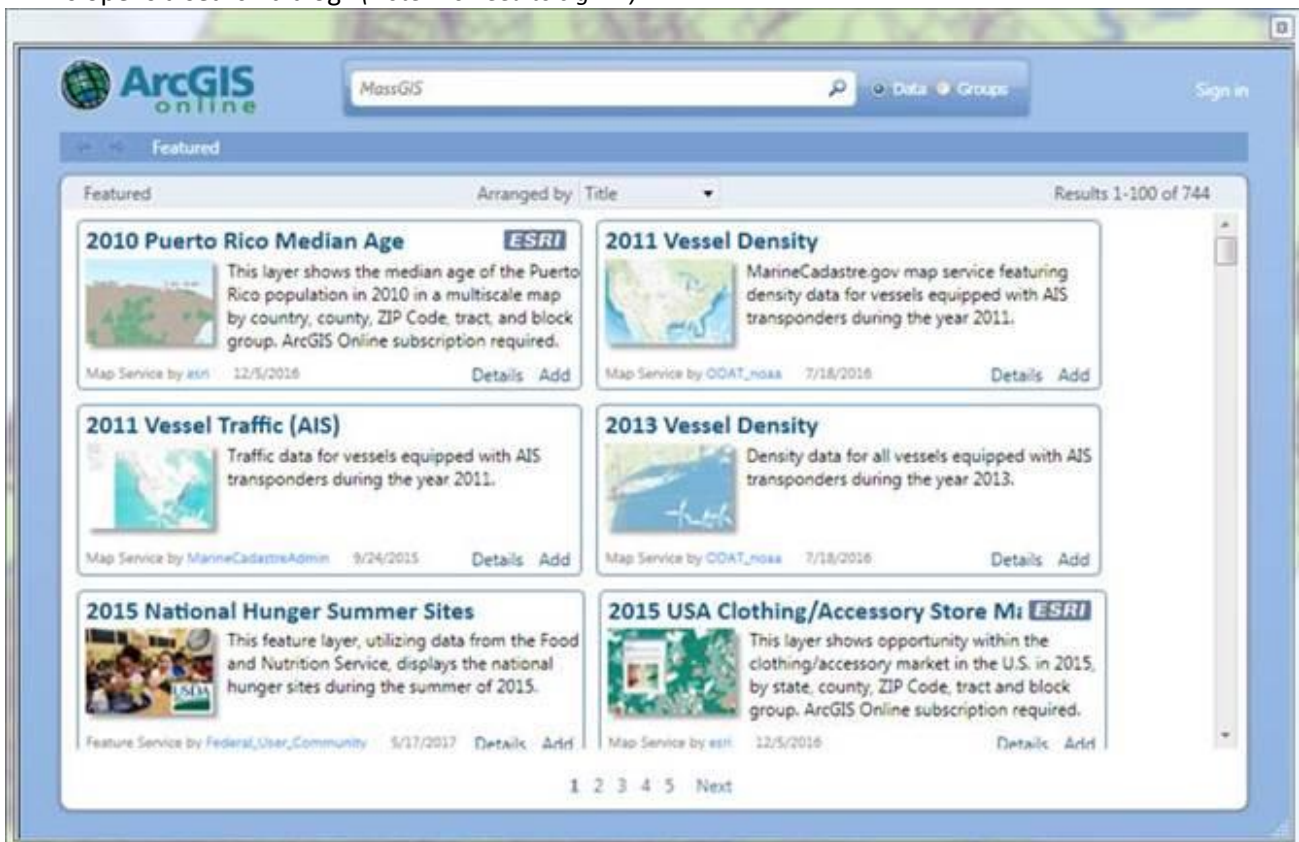 ArcGIS
online
MassGIS
Data Groups
Sign in
Featured
Featured
Arranged by Title
Results 1-100 of 744
2010 Puerto Rico Median Age
ESRI
This layer shows the median age of the Puerto
Rico population in 2010 in a multiscale map
by country, county, ZIP Code, tract, and block
group. ArcGIS Online subscription required.
Map Service by esri 12/5/2016 Details Add
2011 Vessel Density
MarineCadastre.gov map service featuring
density data for vessels equipped with AIS
transponders during the year 2011.
Map Service by ODAT_noaa 7/18/2016 Details Add
2011 Vessel Traffic (AIS)
Traffic data for vessels equipped with AIS
transponders during the year 2011.
Map Service by MarineCadastreAdmin 9/24/2015 Details Add
2013 Vessel Density
Density data for all vessels equipped with AIS
transponders during the year 2013.
Map Service by ODAT_noaa 7/18/2016 Details Add
2015 National Hunger Summer Sites
This feature layer, utilizing data from the Food
and Nutrition Service, displays the national
hunger sites during the summer of 2015.
USDA
Feature Service by Federal_User_Community 5/17/2017 Details Add
2015 USA Clothing/Accessory Store Ma
ESRI
This layer shows opportunity within the
clothing/accessory market in the U.S. in 2015,
by state, county, ZIP Code, tract and block
group. ArcGIS Online subscription required.
Map Service by esri 12/5/2016 Details Add
1 2 3 4 5 Next